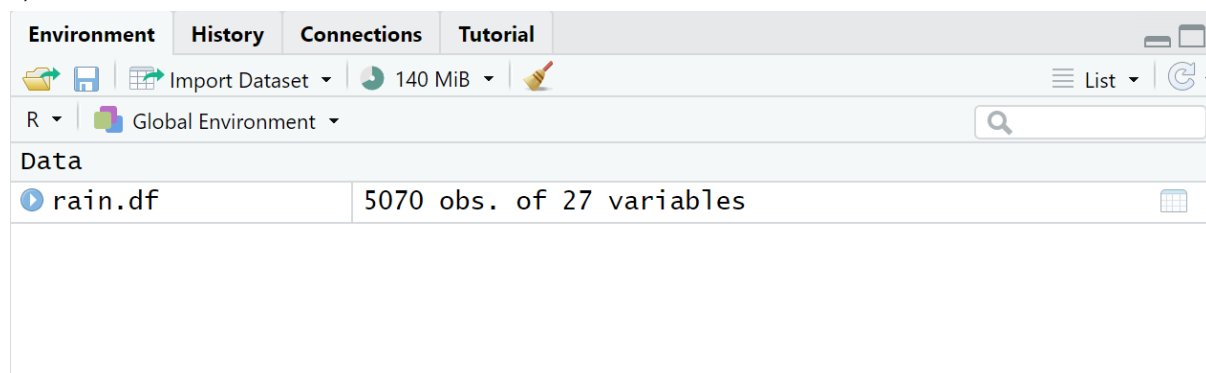 Environment History Connections Tutorial
Import Dataset 140 MiB List
R Global Environment
Data
rain.df 5070 obs. of 27 variables